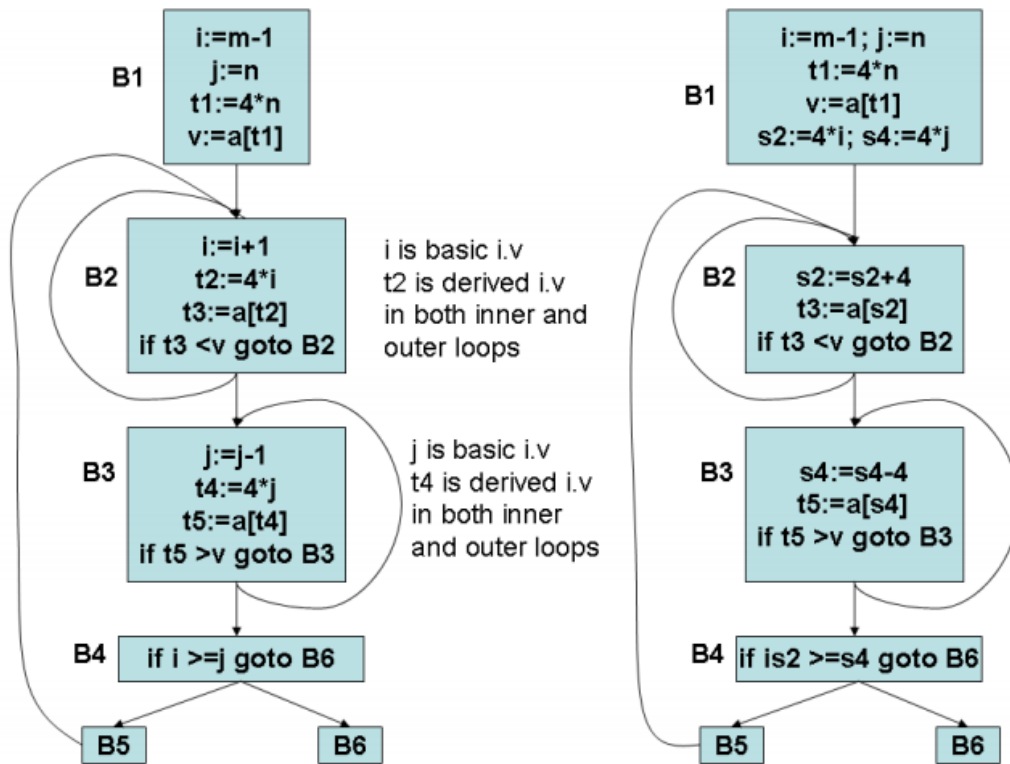 B1
i:=m-1
j:=n
t1:=4*n
v:=a[t1]
B2
i:=i+1
t2:=4*i
t3:=a[t2]
if t3 <v goto B2
i is basic i.v
t2 is derived i.v
in both inner and
outer loops
B3
j:=j-1
t4:=4*j
t5:=a[t4]
if t5 >v goto B3
j is basic i.v
t4 is derived i.v
in both inner
and outer loops
B4
if i >=j goto B6
B5
B6
B1
i:=m-1; j:=n
t1:=4*n
v:=a[t1]
s2:=4*i; s4:=4*j
B2
s2:=s2+4
t3:=a[s2]
if t3 <v goto B2
B3
s4:=s4-4
t5:=a[s4]
if t5 >v goto B3
B4
if is2 >=s4 goto B6
B5
B6